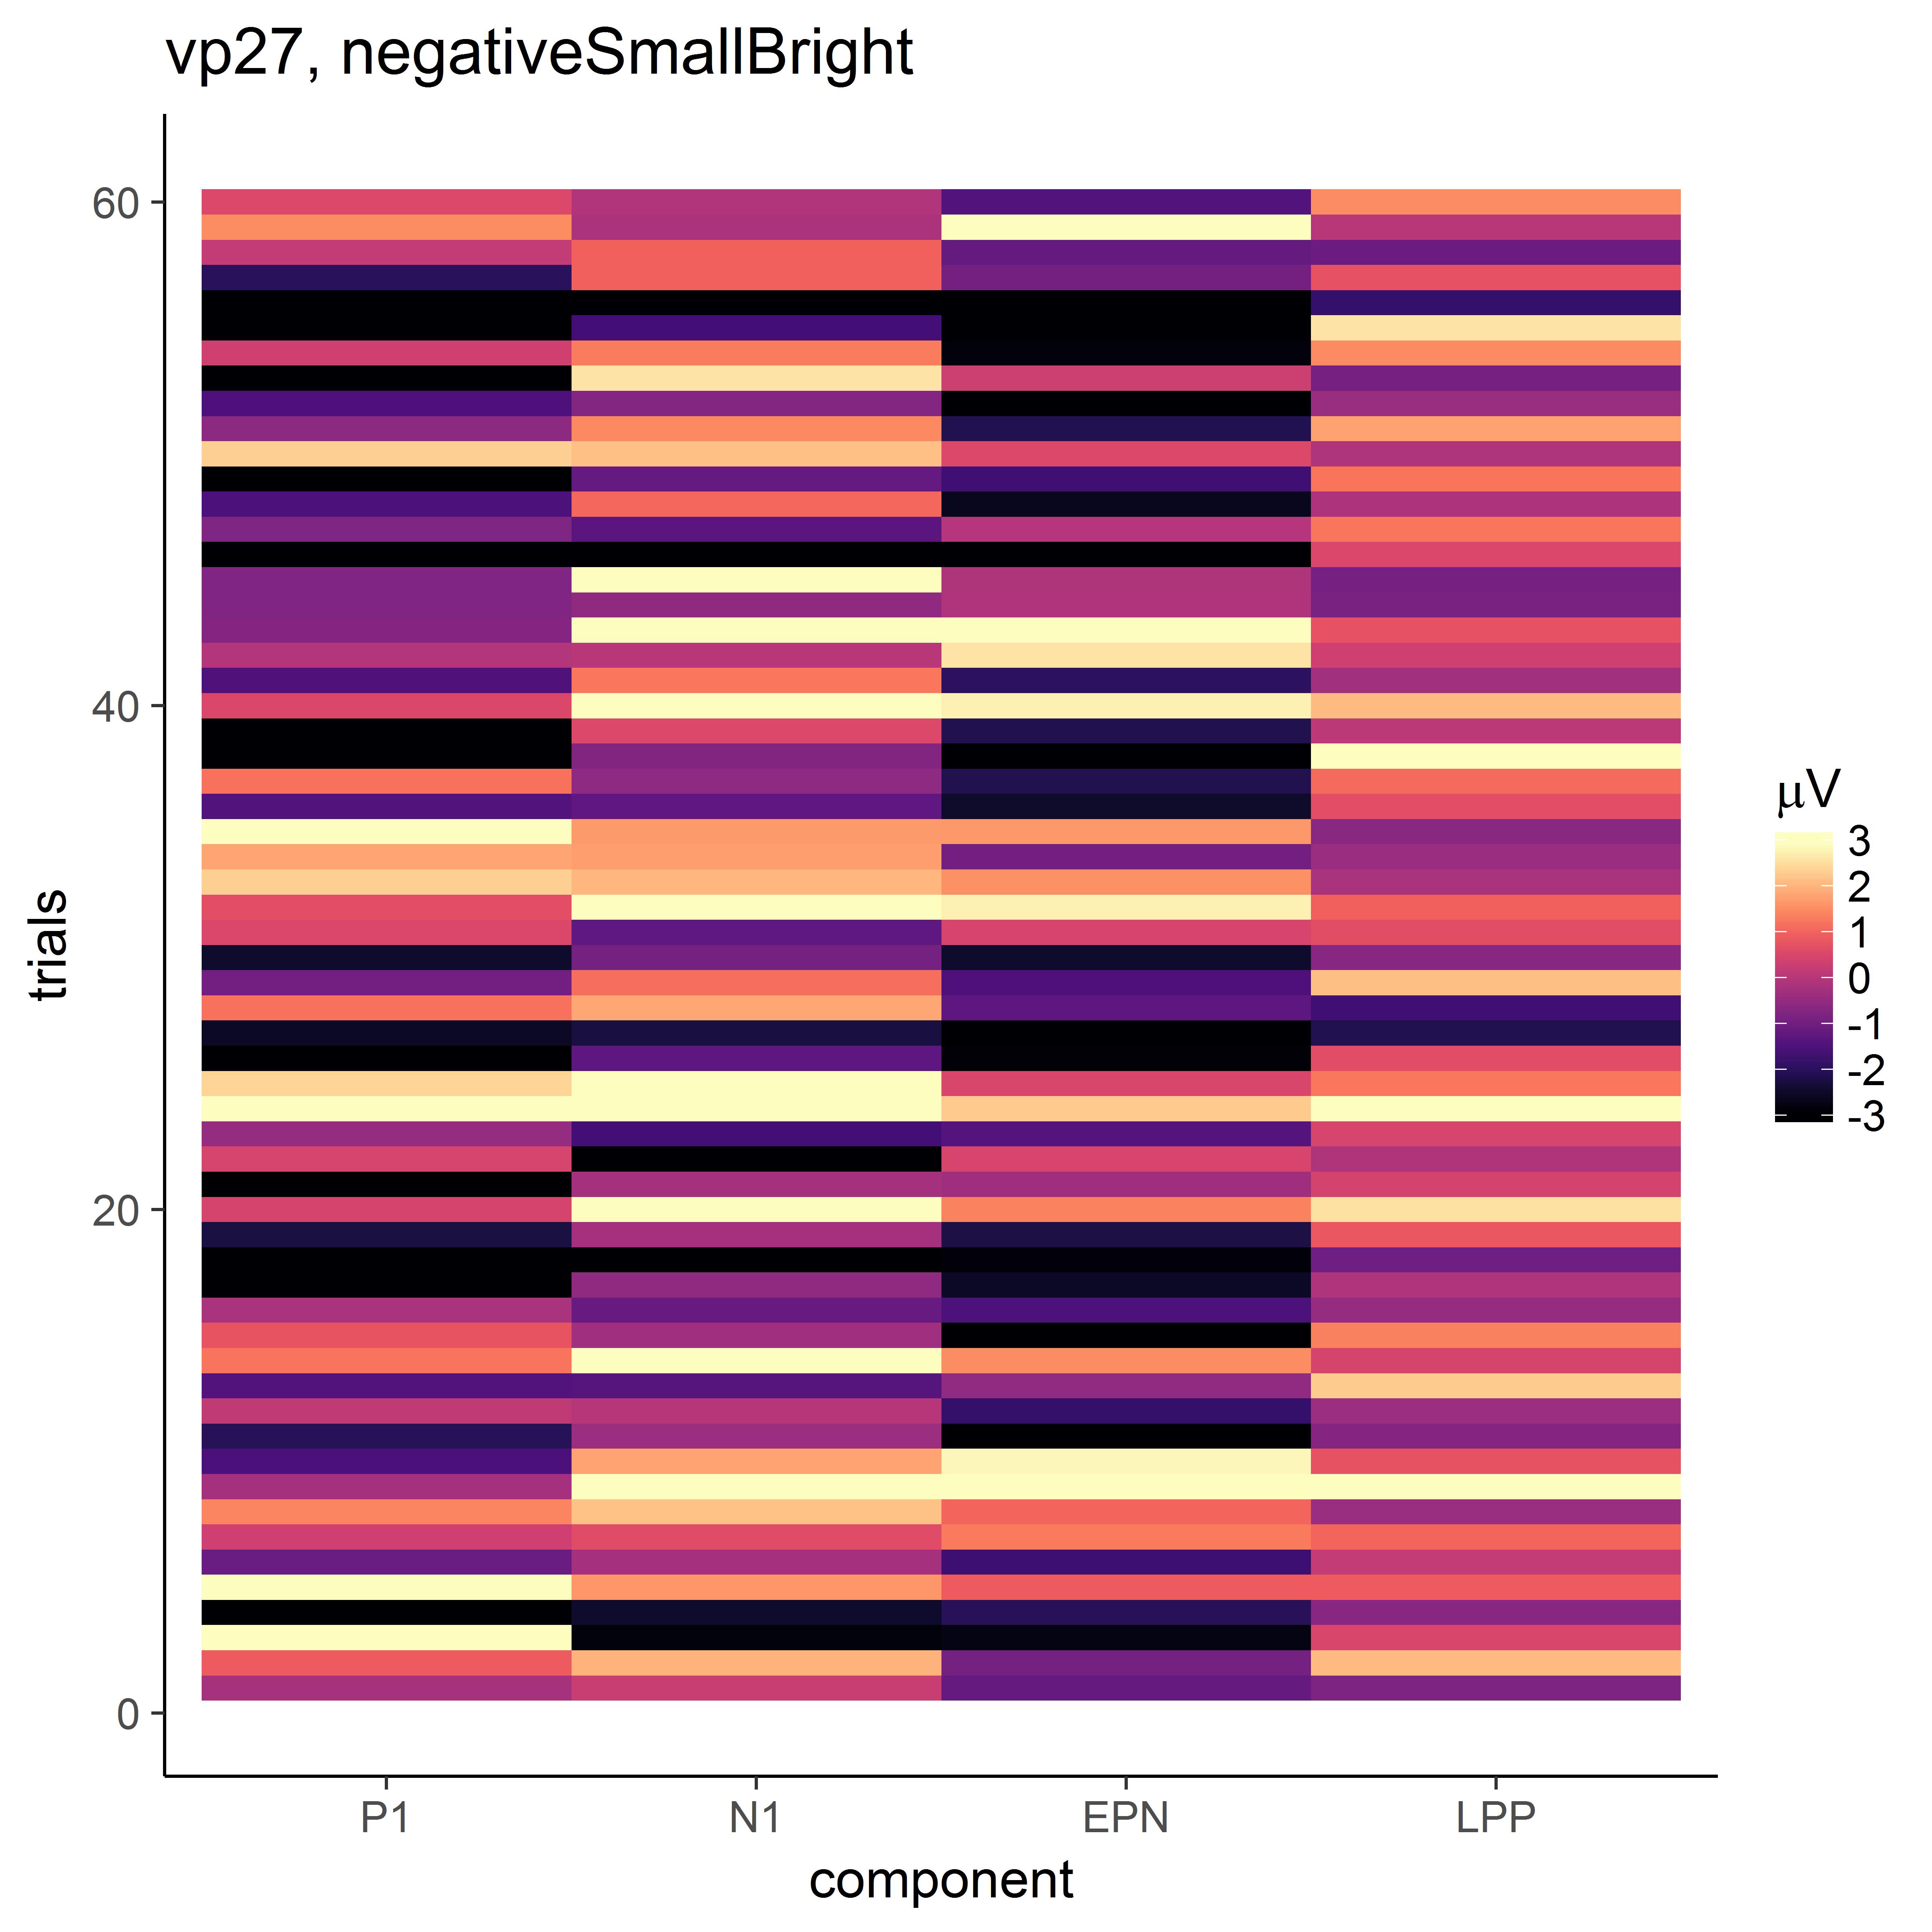 vp27, negativeSmallBright
60
40
20
0
trials
P1
N1
EPN
LPP
component
μV
3
2
1
0
-1
-2
-3